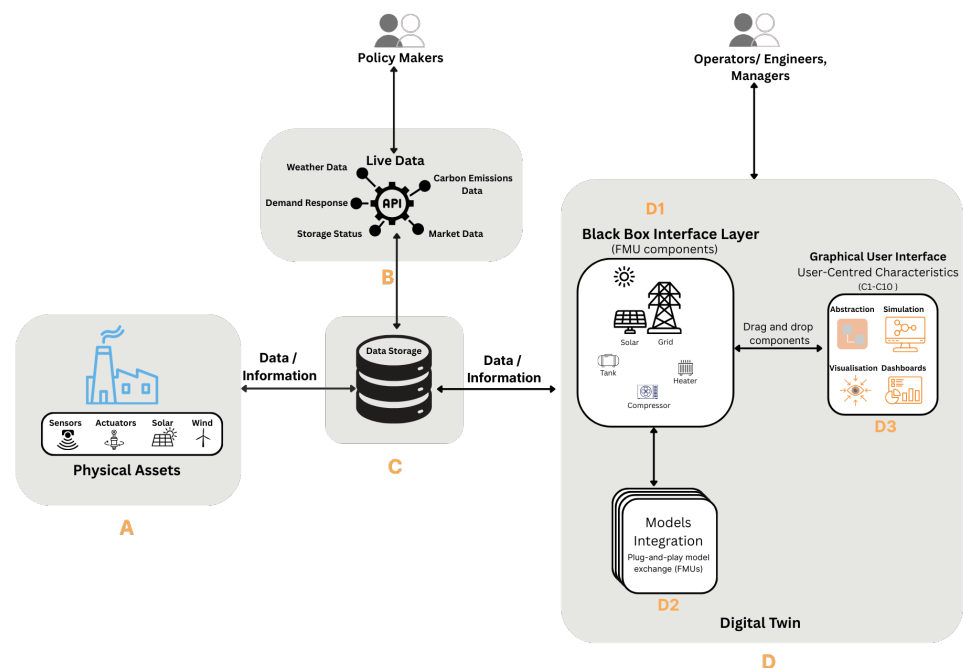 Policy Makers
Operators/ Engineers,
Managers
Live Data
Weather Data
Carbon Emissions
Data
Demand Response
API
Storage Status
Market Data
B
Physical Assets
Sensors
Actuators
Solar
Wind
A
Data /
Information
Data Storage
C
Data /
Information
D1
Black Box Interface Layer
(FMU components)
Solar
Grid
Tank
Heater
Compressor
Drag and drop
components
Graphical User Interface
User-Centred Characteristics
(C1-C10 )
Abstraction
Simulation
Visualisation
Dashboards
D3
Models
Integration
Plug-and-play model
exchange (FMUs)
D2
Digital Twin
D